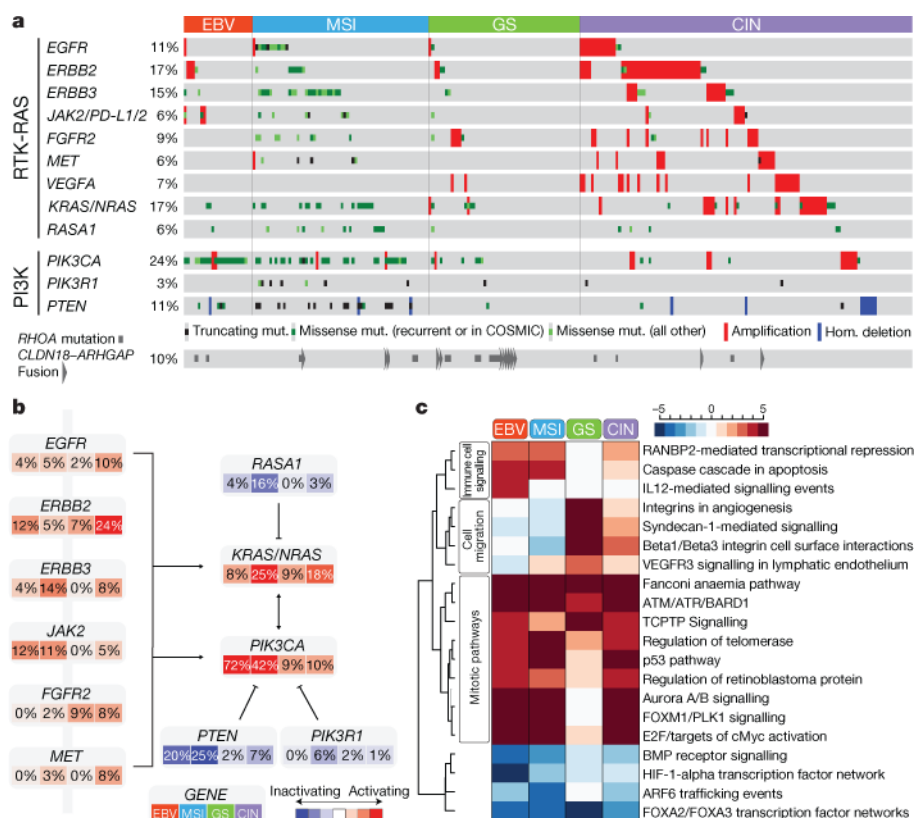 a
EBV MSI GS CIN
RTK-RAS
EGFR 11%
ERBB2 17%
ERBB3 15%
JAK2/PD-L1/2 6%
FGFR2 9%
MET 6%
VEGFA 7%
KRAS/NRAS 17%
RASA1 6%
PI3K
PIK3CA 24%
PIK3R1 3%
PTEN 11%
Truncating mut. Missense mut. (recurrent or in COSMIC) Missense mut. (all other) Amplification Hom. deletion
RHOA mutation
CLDN18–ARHGAP 10%
Fusion
b
EGFR
4% 5% 2% 10%
ERBB2
12% 5% 7% 24%
ERBB3
4% 14% 0% 8%
JAK2
12% 11% 0% 5%
FGFR2
0% 2% 9% 8%
MET
0% 3% 0% 8%
RASA1
4% 16% 0% 3%
KRAS/NRAS
8% 25% 9% 18%
PIK3CA
72% 42% 9% 10%
PTEN
20% 25% 2% 7%
PIK3R1
0% 6% 2% 1%
GENE
EBV MSI GS CIN
Inactivating Activating
c
–5 0 5
EBV MSI GS CIN
Immune cell
signalling
RANBP2-mediated transcriptional repression
Caspase cascade in apoptosis
IL12-mediated signalling events
Cell
migration
Integrins in angiogenesis
Syndecan-1-mediated signalling
Beta1/Beta3 integrin cell surface interactions
VEGFR3 signalling in lymphatic endothelium
Mitotic pathways
Fanconi anaemia pathway
ATM/ATR/BARD1
TCPTP Signalling
Regulation of telomerase
p53 pathway
Regulation of retinoblastoma protein
Aurora A/B signalling
FOXM1/PLK1 signalling
E2F/targets of cMyc activation
BMP receptor signalling
HIF-1-alpha transcription factor network
ARF6 trafficking events
FOXA2/FOXA3 transcription factor networks